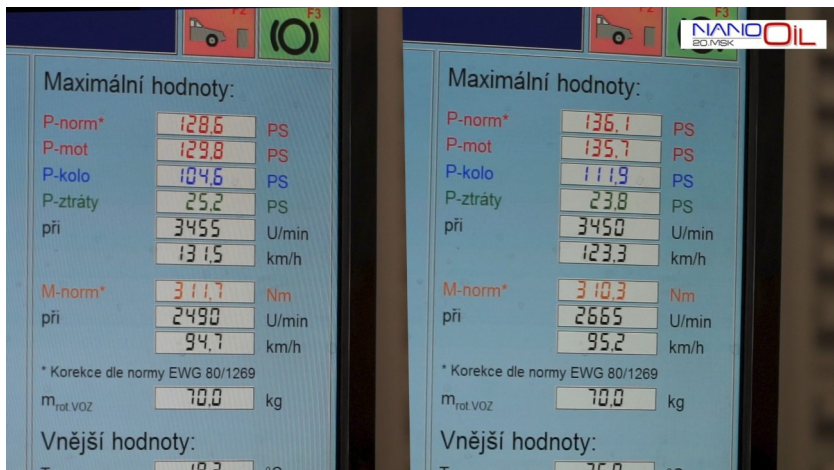 F2
F3
Maximální hodnoty:
P-norm* 128,6 PS
P-mot 129,8 PS
P-kolo 104,6 PS
P-ztráty 25,2 PS
při 3455 U/min
131,5 km/h
M-norm* 311,7 Nm
při 2490 U/min
94,7 km/h
* Korekce dle normy EWG 80/1269
mrot.VOZ 70,0 kg
Vnější hodnoty:
F3
NANO OiL
20.MSK
Maximální hodnoty:
P-norm* 136,1 PS
P-mot 135,7 PS
P-kolo 111,9 PS
P-ztráty 23,8 PS
při 3450 U/min
123,3 km/h
M-norm* 310,3 Nm
při 2665 U/min
95,2 km/h
* Korekce dle normy EWG 80/1269
mrot.VOZ 70,0 kg
Vnější hodnoty: